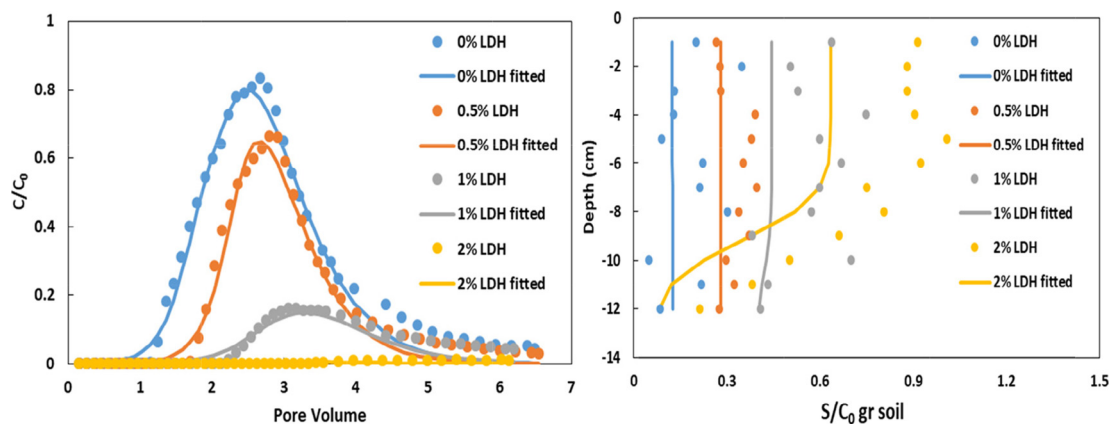 1
0.8
0.6
0.4
0.2
0
C/C₀
0 1 2 3 4 5 6 7
Pore Volume
0% LDH
0% LDH fitted
0.5% LDH
0.5% LDH fitted
1% LDH
1% LDH fitted
2% LDH
2% LDH fitted
0
-2
-4
-6
-8
-10
-12
-14
Depth (cm)
0 0.3 0.6 0.9 1.2 1.5
S/C₀ gr soil
0% LDH
0% LDH fitted
0.5% LDH
0.5% LDH fitted
1% LDH
1% LDH fitted
2% LDH
2% LDH fitted